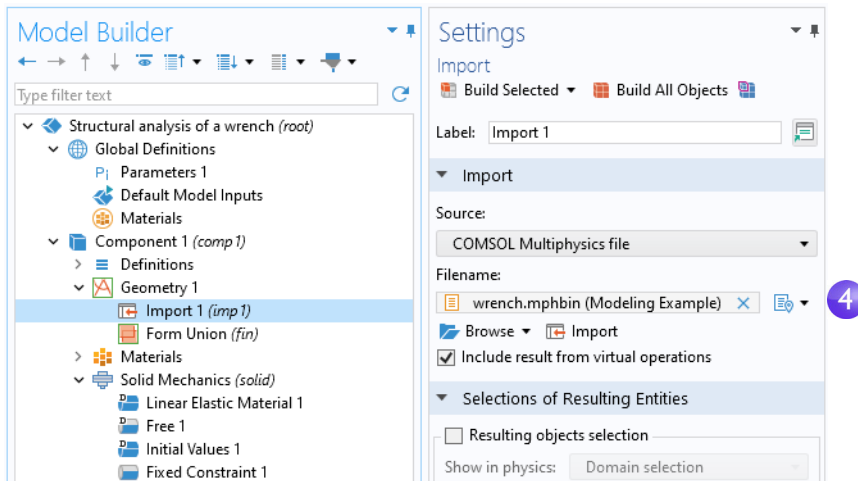 Model Builder
Type filter text
Structural analysis of a wrench (root)
Global Definitions
Pi Parameters 1
Default Model Inputs
Materials
Component 1 (comp1)
Definitions
Geometry 1
Import 1 (imp1)
Form Union (fin)
Materials
Solid Mechanics (solid)
D Linear Elastic Material 1
D Free 1
D Initial Values 1
Fixed Constraint 1
Settings
Import
Build Selected
Build All Objects
Label: Import 1
Import
Source:
COMSOL Multiphysics file
Filename:
wrench.mphbin (Modeling Example)
4
Browse
Import
Include result from virtual operations
Selections of Resulting Entities
Resulting objects selection
Show in physics: Domain selection